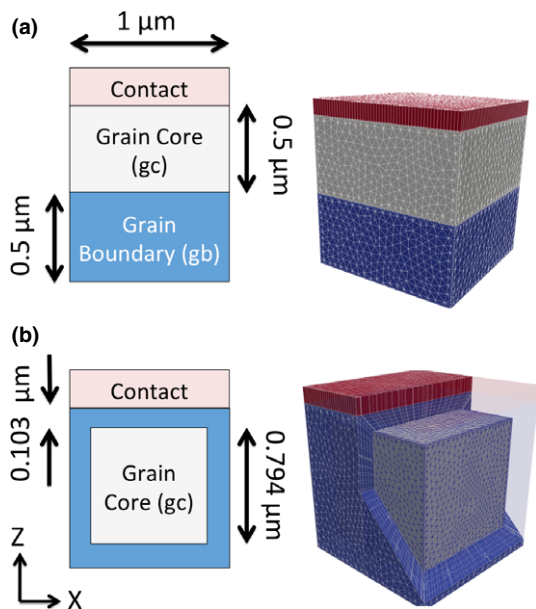 (a)
1 µm
Contact
Grain Core
(gc)
0.5 µm
0.5 µm
Grain
Boundary (gb)
(b)
Contact
µm
0.103
Grain
Core (gc)
0.794 µm
Z
X